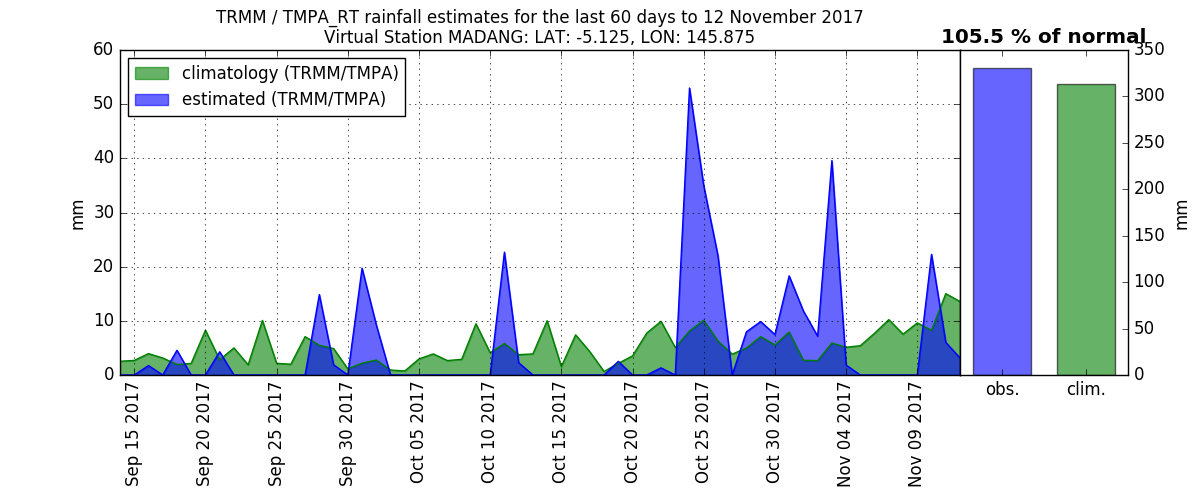 TRMM / TMPA_RT rainfall estimates for the last 60 days to 12 November 2017
Virtual Station MADANG: LAT: -5.125, LON: 145.875
105.5 % of normal
climatology (TRMM/TMPA)
estimated (TRMM/TMPA)
60
50
40
30
20
10
0
mm
Sep 15 2017
Sep 20 2017
Sep 25 2017
Sep 30 2017
Oct 05 2017
Oct 10 2017
Oct 15 2017
Oct 20 2017
Oct 25 2017
Oct 30 2017
Nov 04 2017
Nov 09 2017
350
300
250
200
150
100
50
0
mm
obs.
clim.